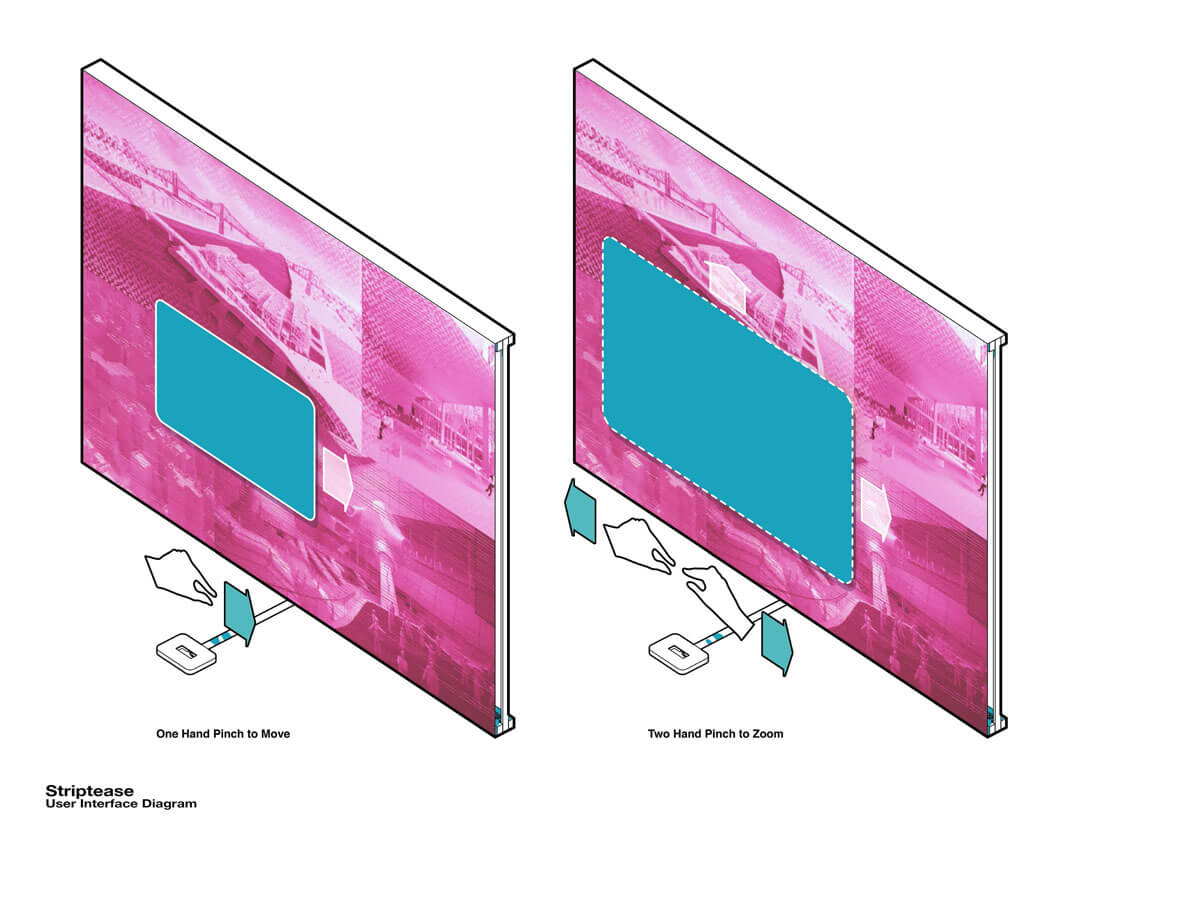 One Hand Pinch to Move
Two Hand Pinch to Zoom
Striptease
User Interface Diagram